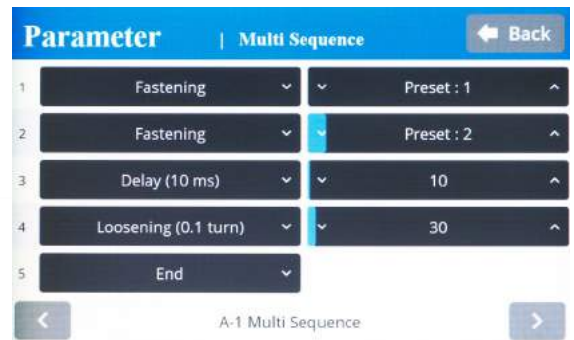 Parameter | Multi Sequence Back
1 Fastening Preset : 1
2 Fastening Preset : 2
3 Delay (10 ms) 10
4 Loosening (0.1 turn) 30
5 End
A-1 Multi Sequence